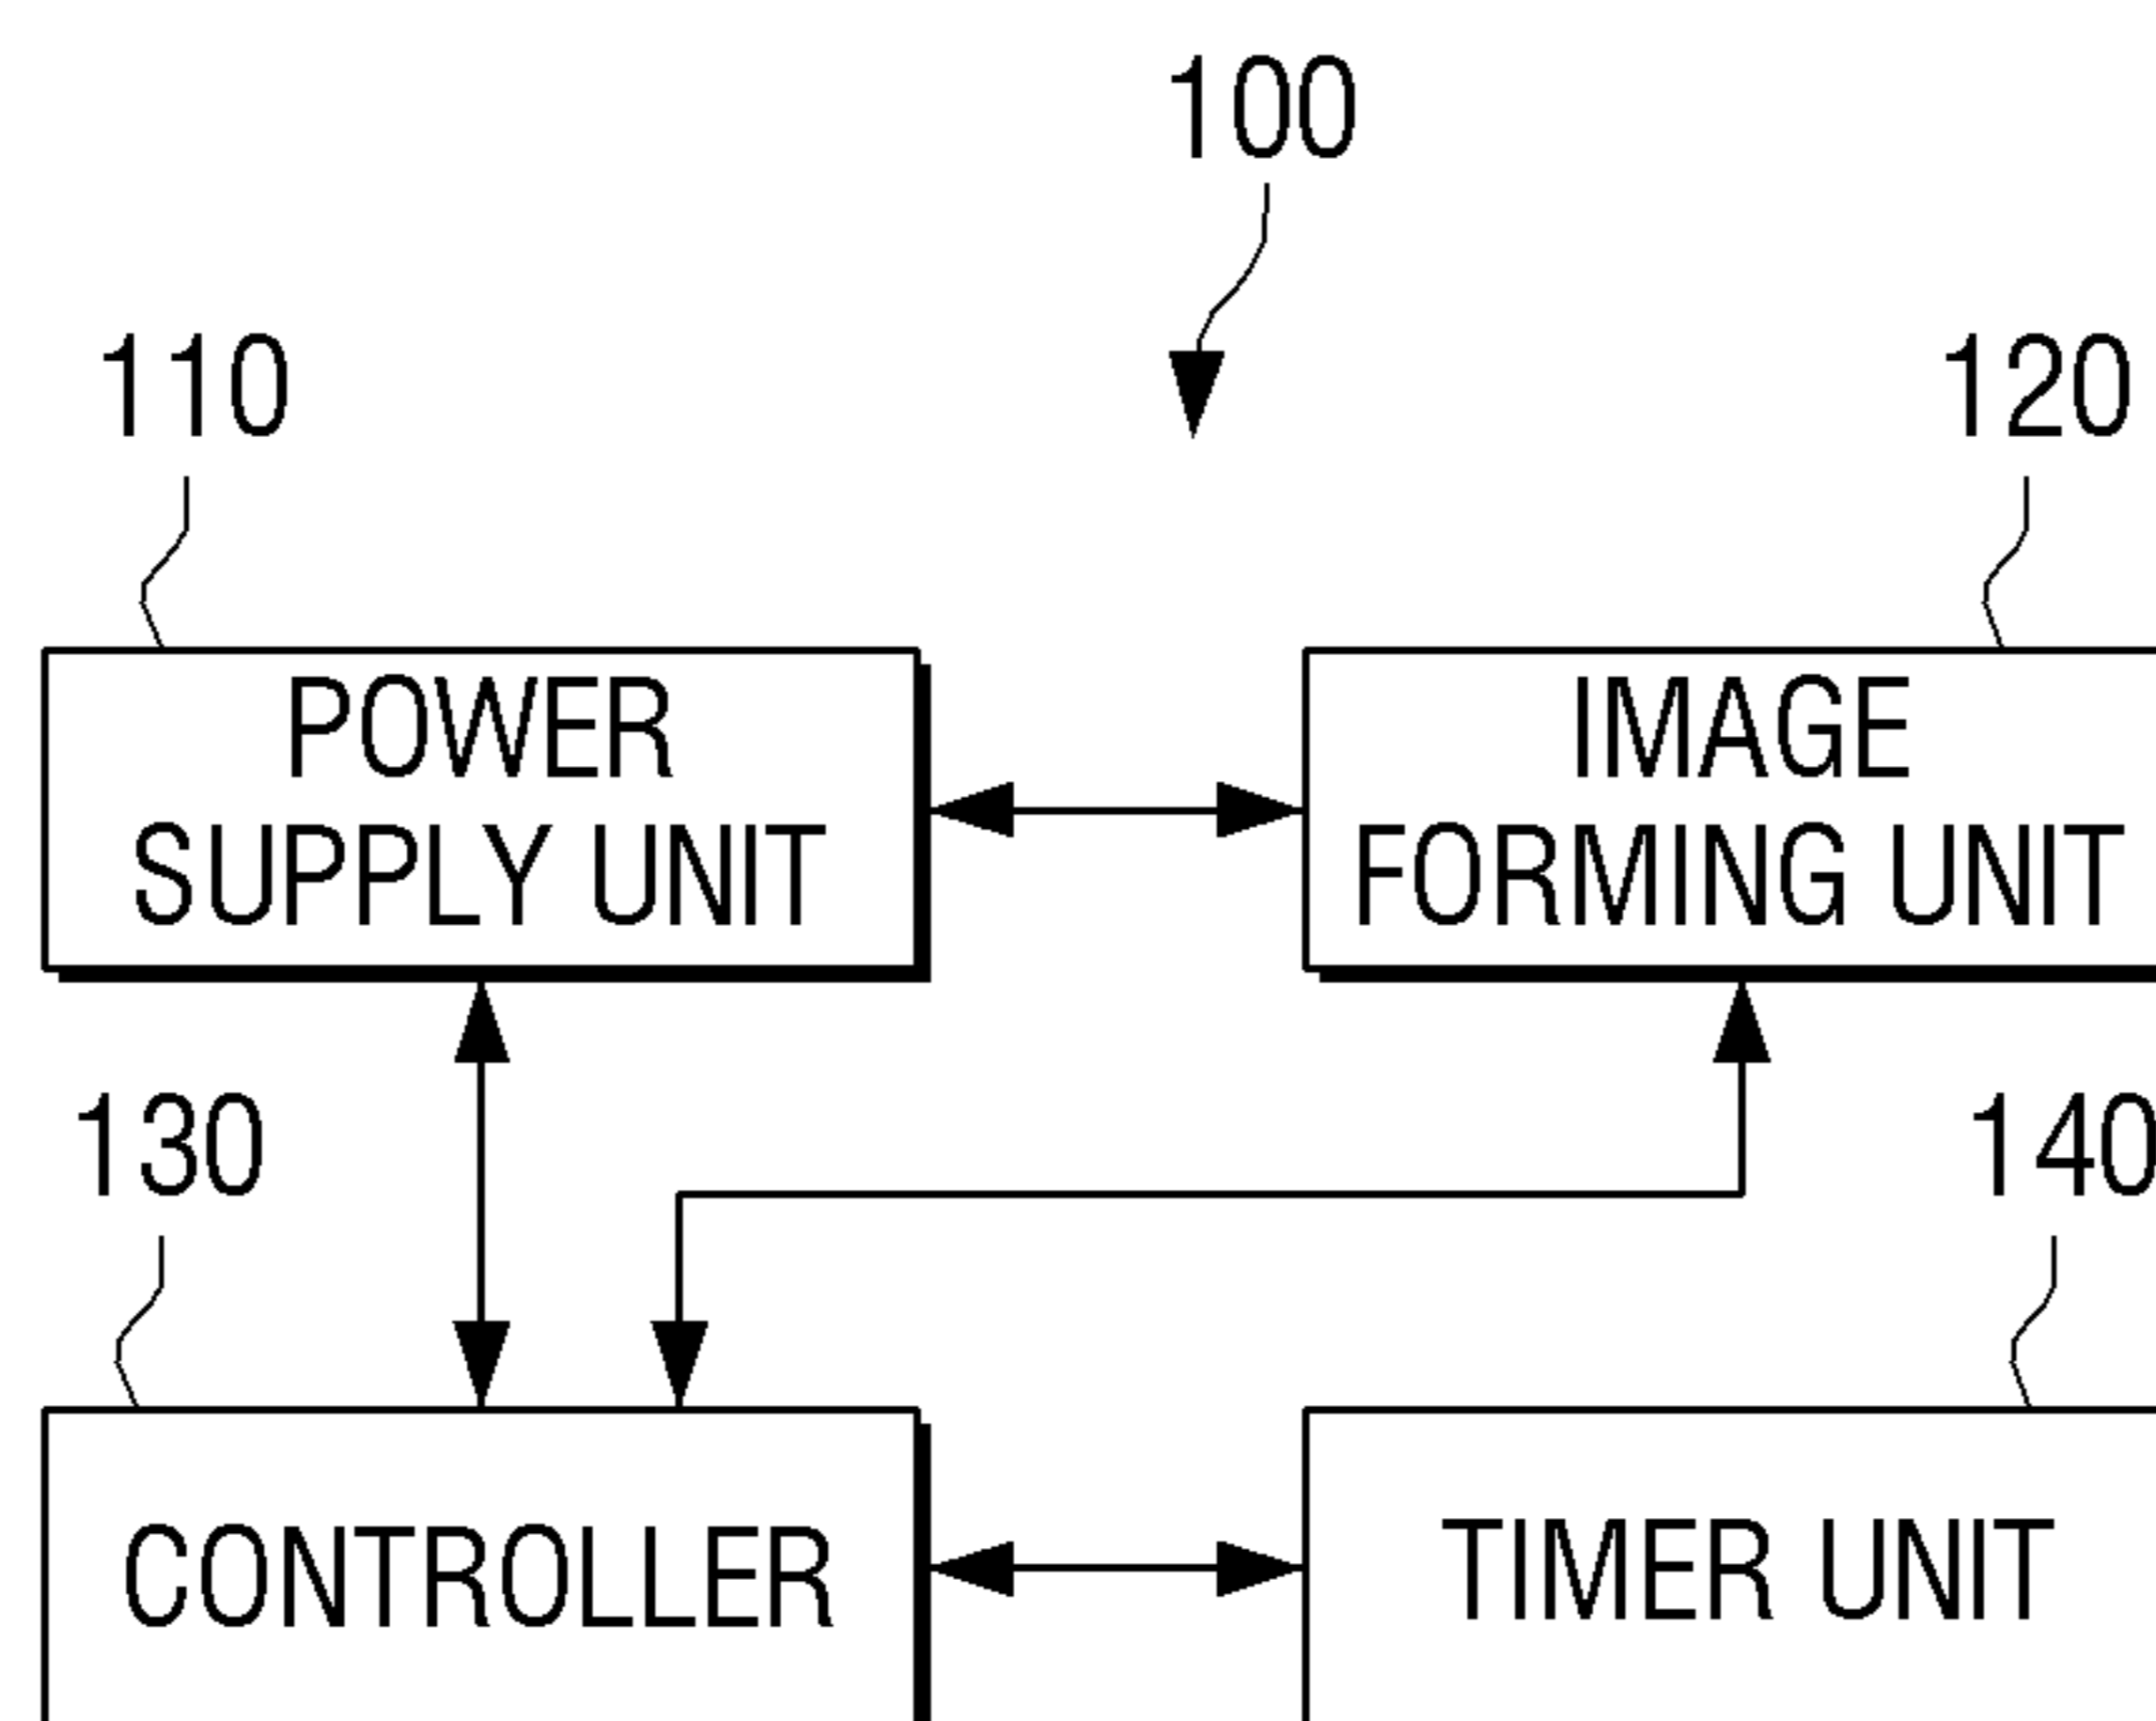 100
110
120
POWER
SUPPLY UNIT
IMAGE
FORMING UNIT
130
140
CONTROLLER
TIMER UNIT